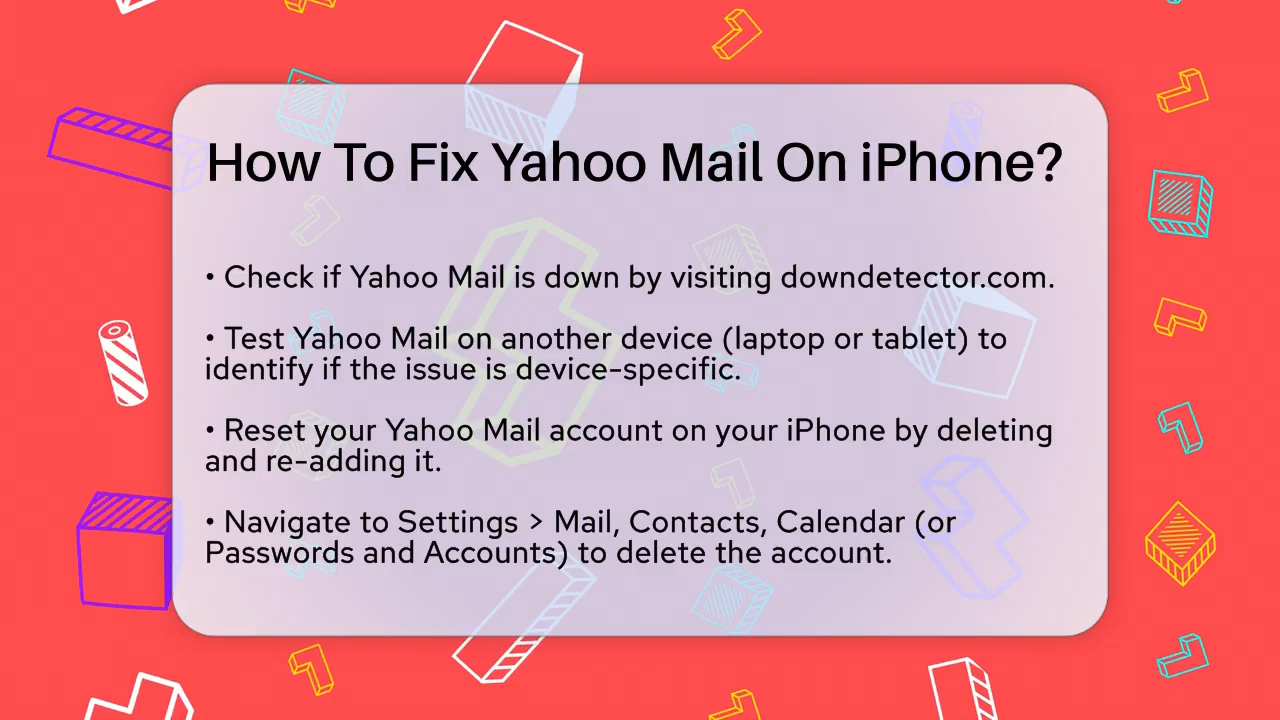 How To Fix Yahoo Mail On iPhone?
• Check if Yahoo Mail is down by visiting downdetector.com.
• Test Yahoo Mail on another device (laptop or tablet) to
identify if the issue is device-specific.
• Reset your Yahoo Mail account on your iPhone by deleting
and re-adding it.
• Navigate to Settings > Mail, Contacts, Calendar (or
Passwords and Accounts) to delete the account.